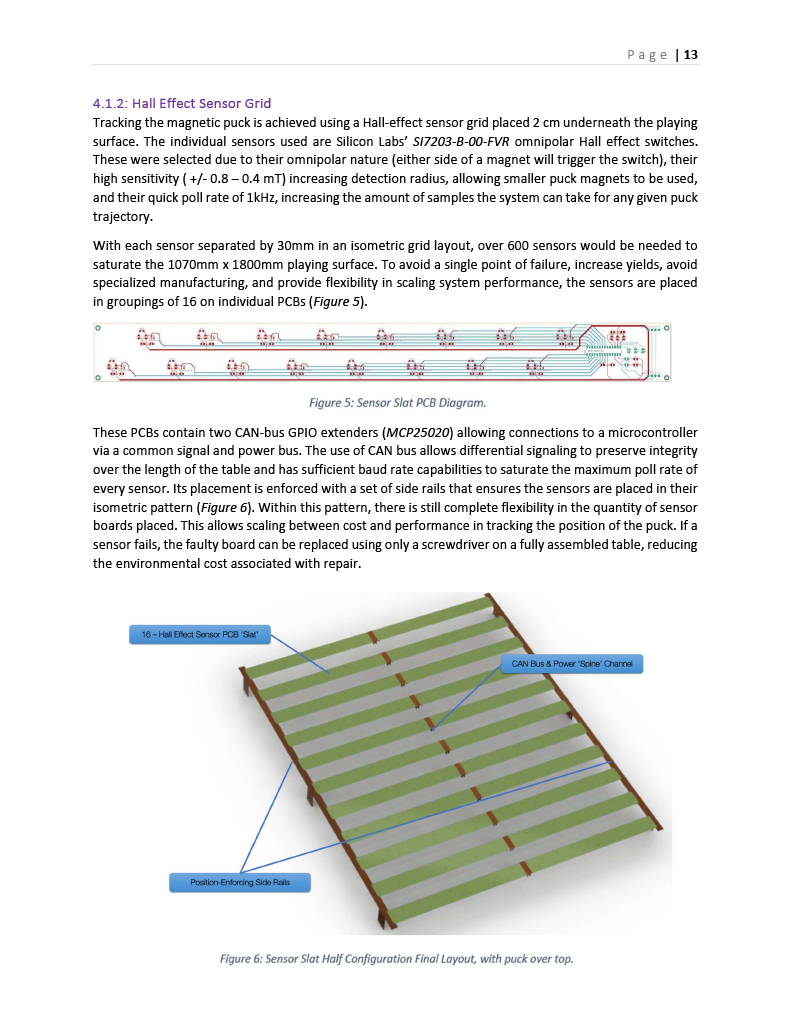 Page | 13
4.1.2: Hall Effect Sensor Grid
Tracking the magnetic puck is achieved using a Hall-effect sensor grid placed 2 cm underneath the playing
surface. The individual sensors used are Silicon Labs’ SI7203-B-00-FVR omnipolar Hall effect switches.
These were selected due to their omnipolar nature (either side of a magnet will trigger the switch), their
high sensitivity ( +/- 0.8 – 0.4 mT) increasing detection radius, allowing smaller puck magnets to be used,
and their quick poll rate of 1kHz, increasing the amount of samples the system can take for any given puck
trajectory.
With each sensor separated by 30mm in an isometric grid layout, over 600 sensors would be needed to
saturate the 1070mm x 1800mm playing surface. To avoid a single point of failure, increase yields, avoid
specialized manufacturing, and provide flexibility in scaling system performance, the sensors are placed
in groupings of 16 on individual PCBs (Figure 5).
Figure 5: Sensor Slat PCB Diagram.
These PCBs contain two CAN-bus GPIO extenders (MCP25020) allowing connections to a microcontroller
via a common signal and power bus. The use of CAN bus allows differential signaling to preserve integrity
over the length of the table and has sufficient baud rate capabilities to saturate the maximum poll rate of
every sensor. Its placement is enforced with a set of side rails that ensures the sensors are placed in their
isometric pattern (Figure 6). Within this pattern, there is still complete flexibility in the quantity of sensor
boards placed. This allows scaling between cost and performance in tracking the position of the puck. If a
sensor fails, the faulty board can be replaced using only a screwdriver on a fully assembled table, reducing
the environmental cost associated with repair.
16 – Hall Effect Sensor PCB ‘Slat’
CAN Bus & Power ‘Spine’ Channel
Position-Enforcing Side Rails
Figure 6: Sensor Slat Half Configuration Final Layout, with puck over top.